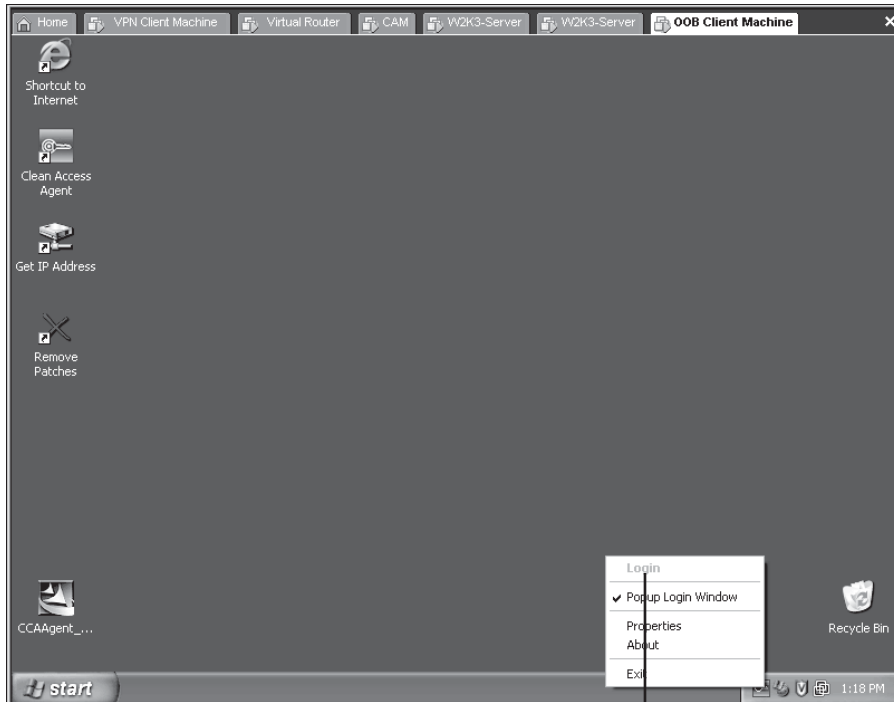 Home VPN Client Machine Virtual Router CAM W2K3-Server W2K3-Server OOB Client Machine
Shortcut to
Internet
Clean Access
Agent
Get IP Address
Remove
Patches
CCAAgent_...
Login
Popup Login Window
Properties
About
Exit
Recycle Bin
start
1:18 PM